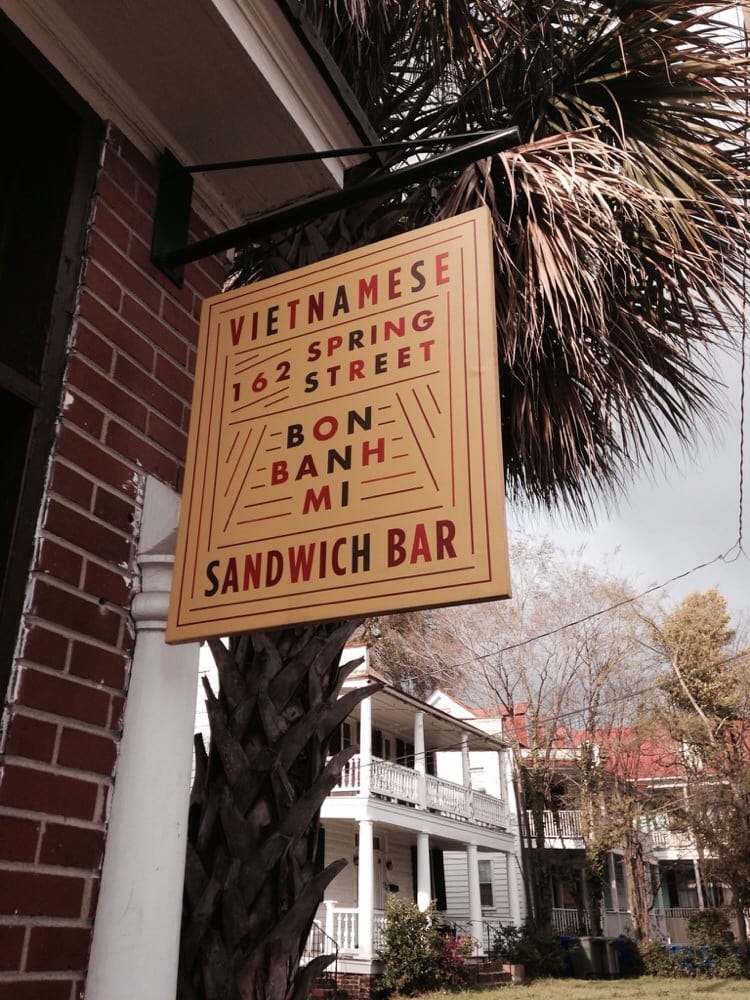 VIETNAMESE
162 SPRING
STREET
BON
BANH
MI
SANDWICH BAR